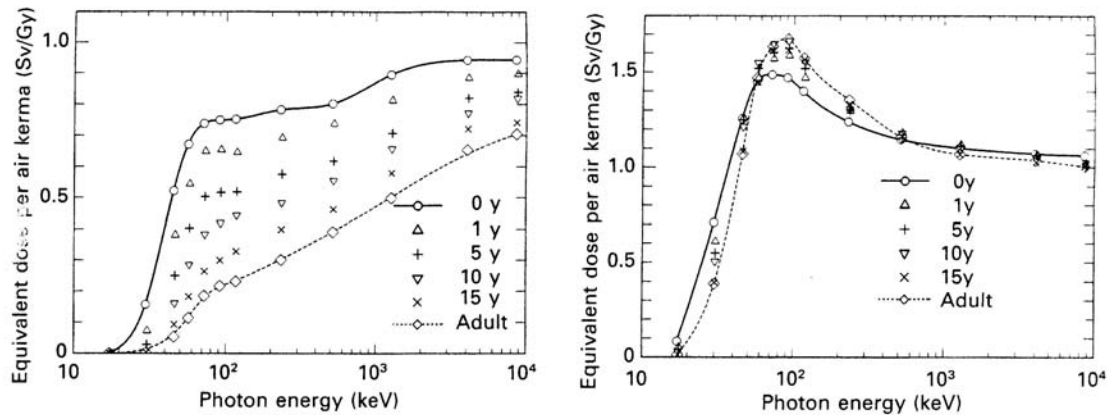 Equivalent dose per air kerma (Sv/Gy)
1.0
0.5
0
0 y
1 y
5 y
10 y
15 y
Adult
10
10²
10³
10⁴
Photon energy (keV)
Equivalent dose per air kerma (Sv/Gy)
1.5
1.0
0.5
0
0y
1y
5y
10y
15y
Adult
10
10²
10³
10⁴
Photon energy (keV)